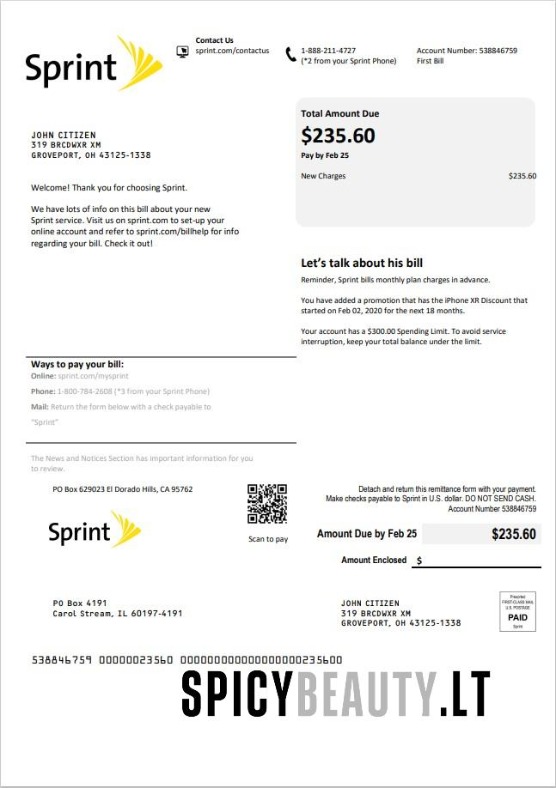 Sprint
Contact Us
sprint.com/contactus
1-888-211-4727
(*2 from your Sprint Phone)
Account Number: 538846759
First Bill
JOHN CITIZEN
319 BRCDWXR XM
GROVEPORT, OH 43125-1338
Welcome! Thank you for choosing Sprint.
We have lots of info on this bill about your new
Sprint service. Visit us on sprint.com to set-up your
online account and refer to sprint.com/billhelp for info
regarding your bill. Check it out!
Total Amount Due
$235.60
Pay by Feb 25
New Charges $235.60
Let's talk about his bill
Reminder, Sprint bills monthly plan charges in advance.
You have added a promotion that has the iPhone XR Discount that
started on Feb 02, 2020 for the next 18 months.
Your account has a $300.00 Spending Limit. To avoid service
interruption, keep your total balance under the limit.
Ways to pay your bill:
Online: sprint.com/mysprint
Phone: 1-800-784-2608 (*3 from your Sprint Phone)
Mail: Return the form below with a check payable to
"Sprint"
The News and Notices Section has important information for you
to review.
PO Box 629023 El Dorado Hills, CA 95762
Sprint
Scan to pay
Detach and return this remittance form with your payment.
Make checks payable to Sprint in U.S. dollar. DO NOT SEND CASH.
Account Number 538846759
Amount Due by Feb 25 $235.60
Amount Enclosed $
PO Box 4191
Carol Stream, IL 60197-4191
JOHN CITIZEN
319 BRCDWXR XM
GROVEPORT, OH 43125-1338
Presorted
FIRST-CLASS MAIL
U.S. POSTAGE
PAID
Sprint
538846759 00000023560 000000000000000000235600
SPICYBEAUTY.LT